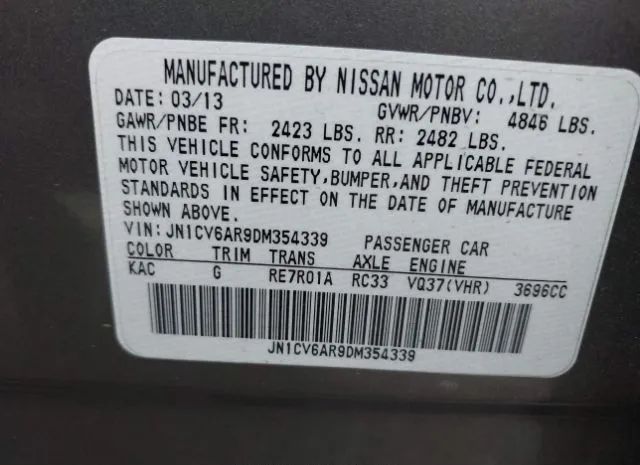 MANUFACTURED BY NISSAN MOTOR CO.,LTD.
DATE: 03/13 GVWR/PNBV: 4846 LBS.
GAWR/PNBE FR: 2423 LBS. RR: 2482 LBS.
THIS VEHICLE CONFORMS TO ALL APPLICABLE FEDERAL
MOTOR VEHICLE SAFETY,BUMPER,AND THEFT PREVENTION
STANDARDS IN EFFECT ON THE DATE OF MANUFACTURE
SHOWN ABOVE.
VIN: JN1CV6AR9DM354339 PASSENGER CAR
COLOR TRIM TRANS AXLE ENGINE
KAC G RE7R01A RC33 VQ37(VHR) 3696CC
JN1CV6AR9DM354339